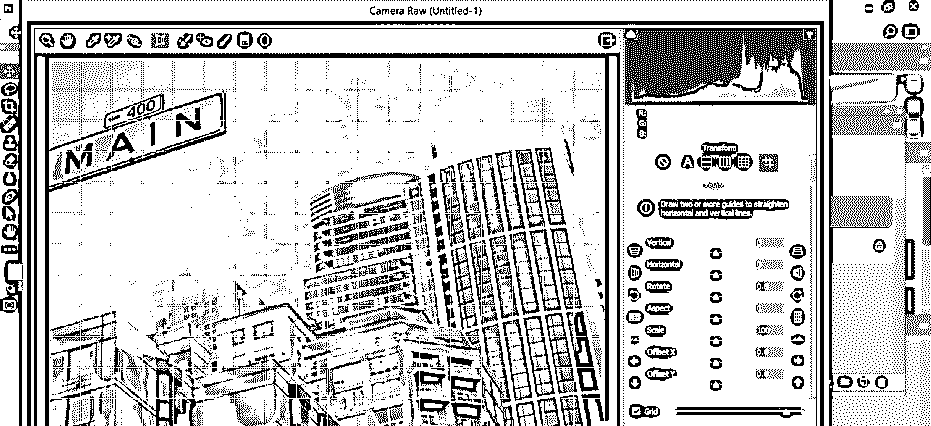 Camera Raw (Untitled-1)
400
MAIN
R:
G:
B:
Transform
Draw two or more guides to straighten
horizontal and vertical lines.
Vertical
Horizontal
Rotate
Aspect
Scale
Offset X
Offset Y
Grid